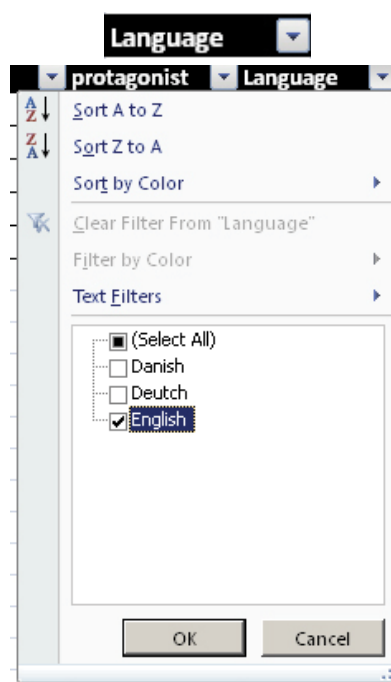 Language
protagonist Language
Sort A to Z
Sort Z to A
Sort by Color
Clear Filter From "Language"
Filter by Color
Text Filters
(Select All)
Danish
Deutch
English
OK Cancel